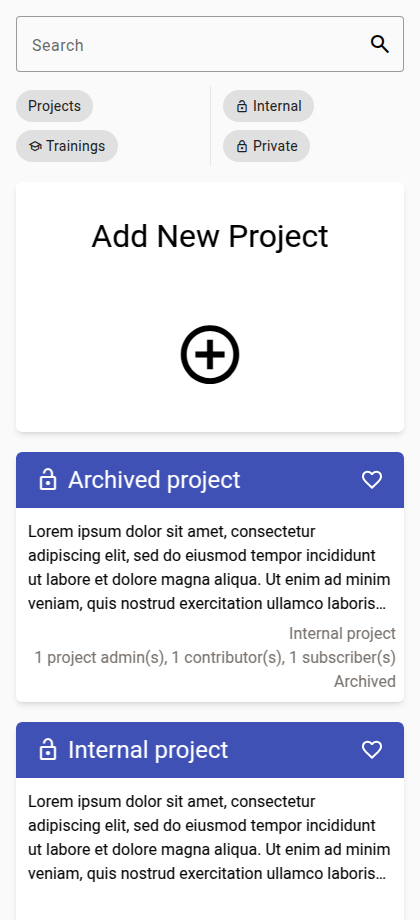 Search
Projects
Internal
Trainings
Private
Add New Project
Archived project
Lorem ipsum dolor sit amet, consectetur
adipiscing elit, sed do eiusmod tempor incididunt
ut labore et dolore magna aliqua. Ut enim ad minim
veniam, quis nostrud exercitation ullamco laboris…
Internal project
1 project admin(s), 1 contributor(s), 1 subscriber(s)
Archived
Internal project
Lorem ipsum dolor sit amet, consectetur
adipiscing elit, sed do eiusmod tempor incididunt
ut labore et dolore magna aliqua. Ut enim ad minim
veniam, quis nostrud exercitation ullamco laboris…